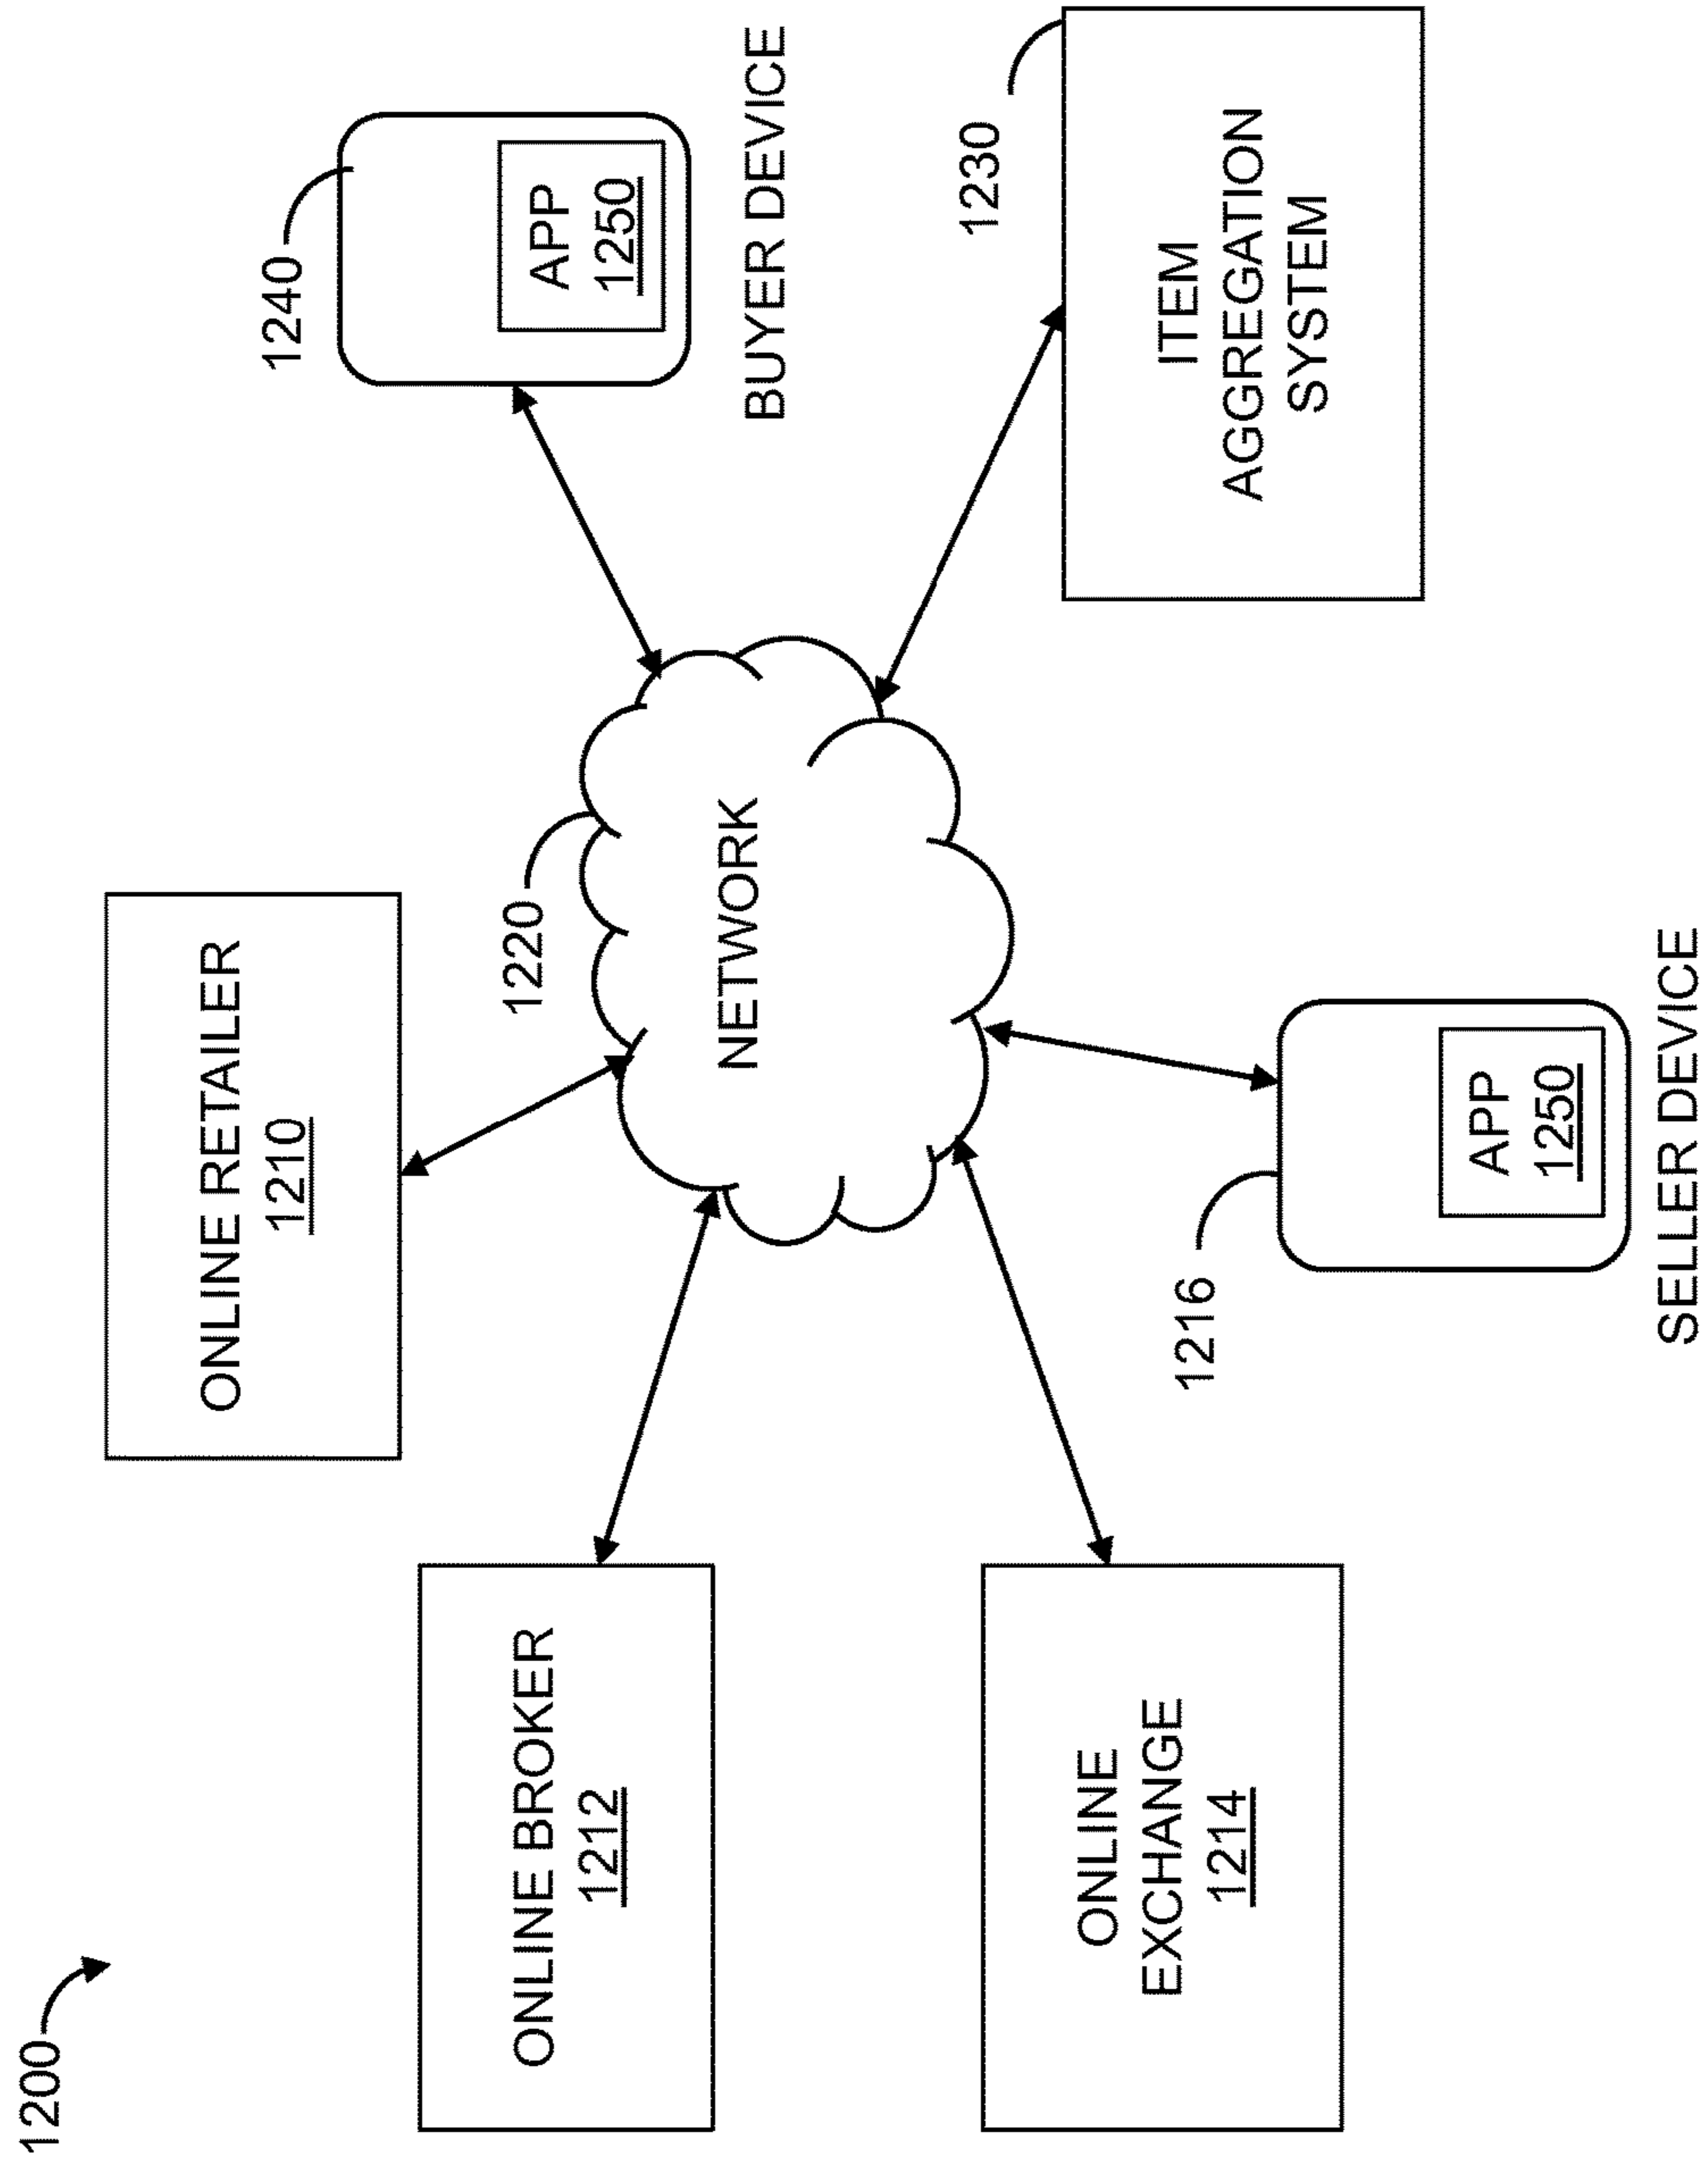 1200
ONLINE RETAILER
1210
1240
APP
1250
BUYER DEVICE
ONLINE BROKER
1212
1220
NETWORK
ONLINE
EXCHANGE
1214
1230
ITEM
AGGREGATION
SYSTEM
1216
APP
1250
SELLER DEVICE